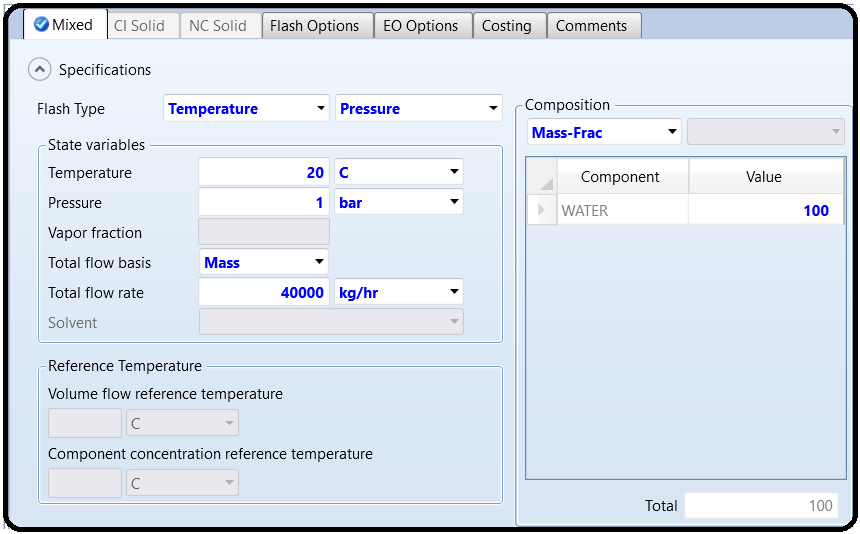 Mixed CI Solid NC Solid Flash Options EO Options Costing Comments
Specifications
Flash Type Temperature Pressure
State variables
Temperature 20 C
Pressure 1 bar
Vapor fraction
Total flow basis Mass
Total flow rate 40000 kg/hr
Solvent
Reference Temperature
Volume flow reference temperature
C
Component concentration reference temperature
C
Composition
Mass-Frac
Component Value
WATER 100
Total 100